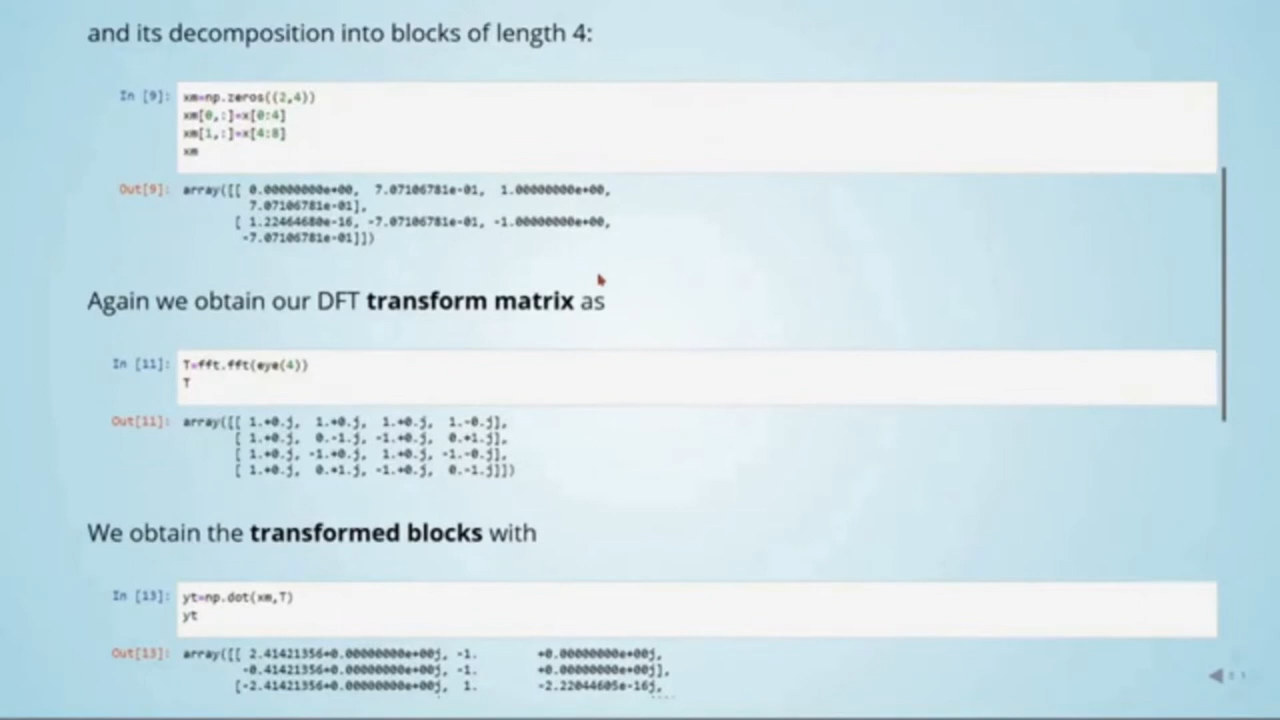 and its decomposition into blocks of length 4:
In [9]: xm=np.zeros((2,4))
xm[0,:]=x[0:4]
xm[1,:]=x[4:8]
xm
Out[9]: array([[ 0.00000000e+00, 7.07106781e-01, 1.00000000e+00,
7.07106781e-01],
[ 1.22464680e-16, -7.07106781e-01, -1.00000000e+00,
-7.07106781e-01]])
Again we obtain our DFT transform matrix as
In [11]: T=fft.fft(eye(4))
T
Out[11]: array([[ 1.+0.j, 1.+0.j, 1.+0.j, 1.-0.j],
[ 1.+0.j, 0.-1.j, -1.+0.j, 0.+1.j],
[ 1.+0.j, -1.+0.j, 1.+0.j, -1.-0.j],
[ 1.+0.j, 0.+1.j, -1.+0.j, 0.-1.j]])
We obtain the transformed blocks with
In [13]: yt=np.dot(xm,T)
yt
Out[13]: array([[ 2.41421356+0.00000000e+00j, -1. +0.00000000e+00j,
-0.41421356+0.00000000e+00j, -1. +0.00000000e+00j],
[-2.41421356+0.00000000e+00j, 1. -2.22044605e-16j,